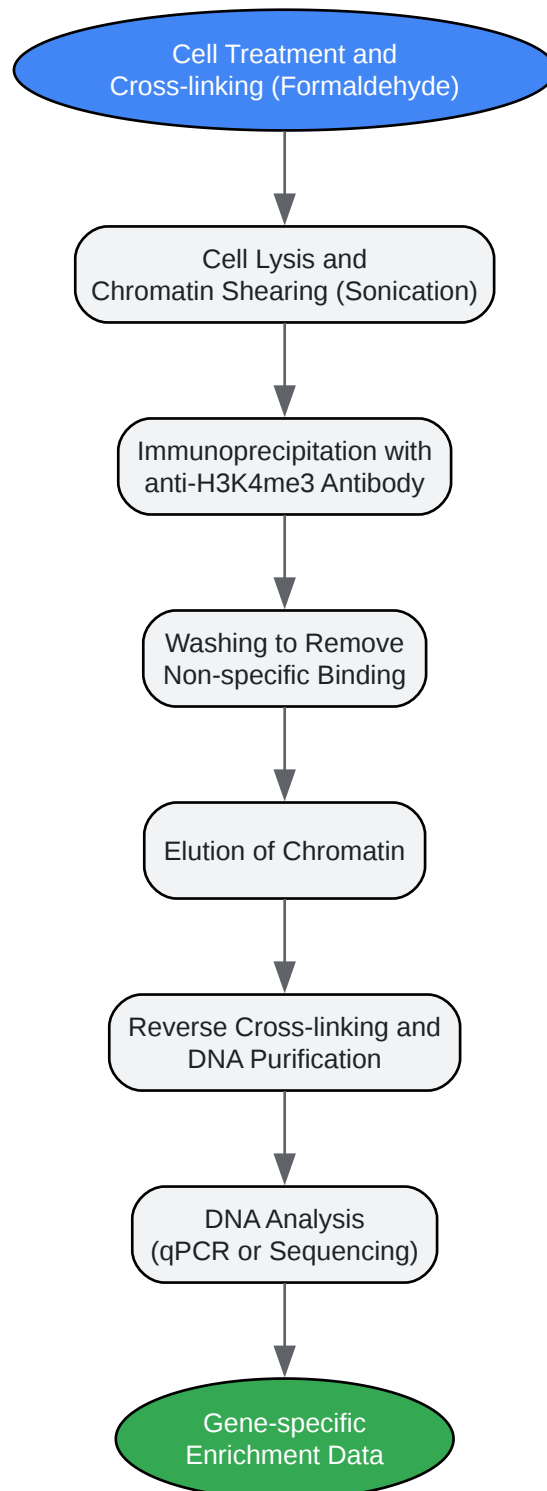 Cell Treatment and
Cross-linking (Formaldehyde)
Cell Lysis and
Chromatin Shearing (Sonication)
Immunoprecipitation with
anti-H3K4me3 Antibody
Washing to Remove
Non-specific Binding
Elution of Chromatin
Reverse Cross-linking and
DNA Purification
DNA Analysis
(qPCR or Sequencing)
Gene-specific
Enrichment Data